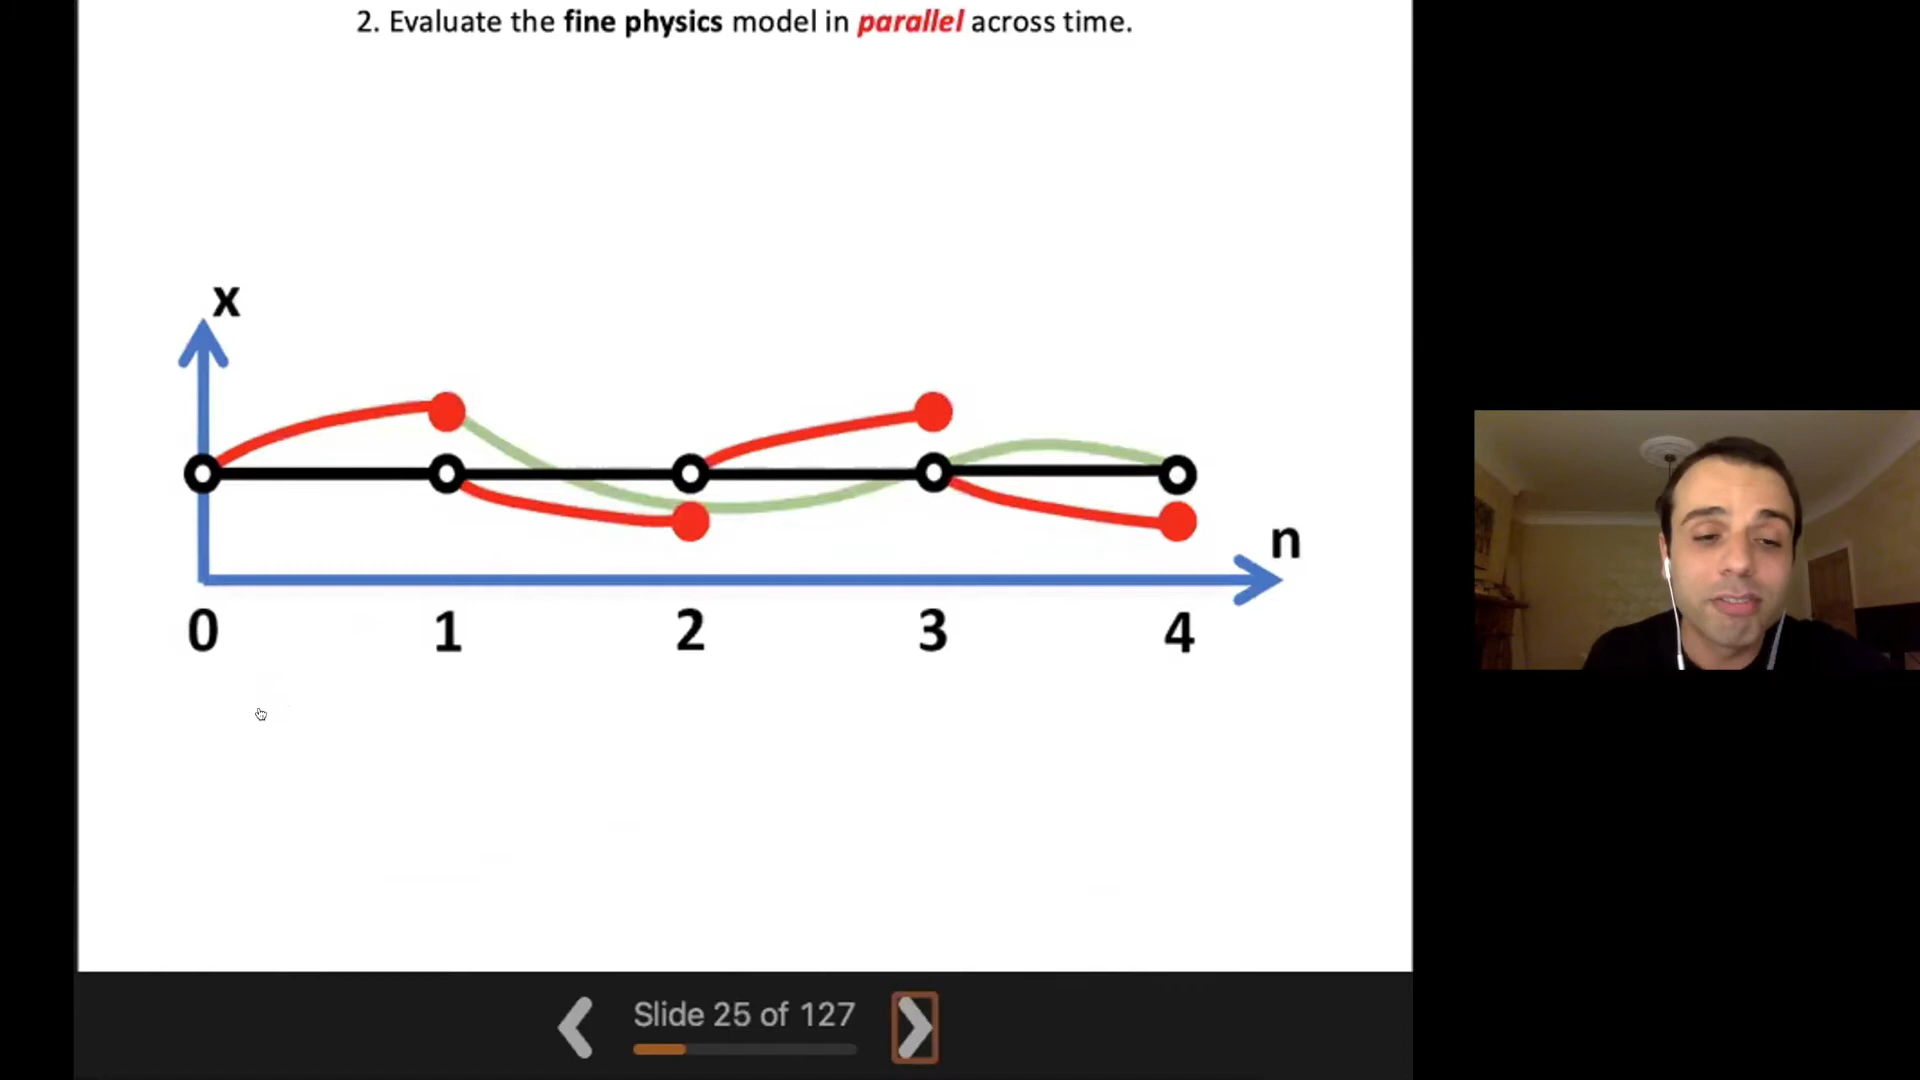 2. Evaluate the fine physics model in parallel across time.
x
n
0 1 2 3 4
Slide 25 of 127